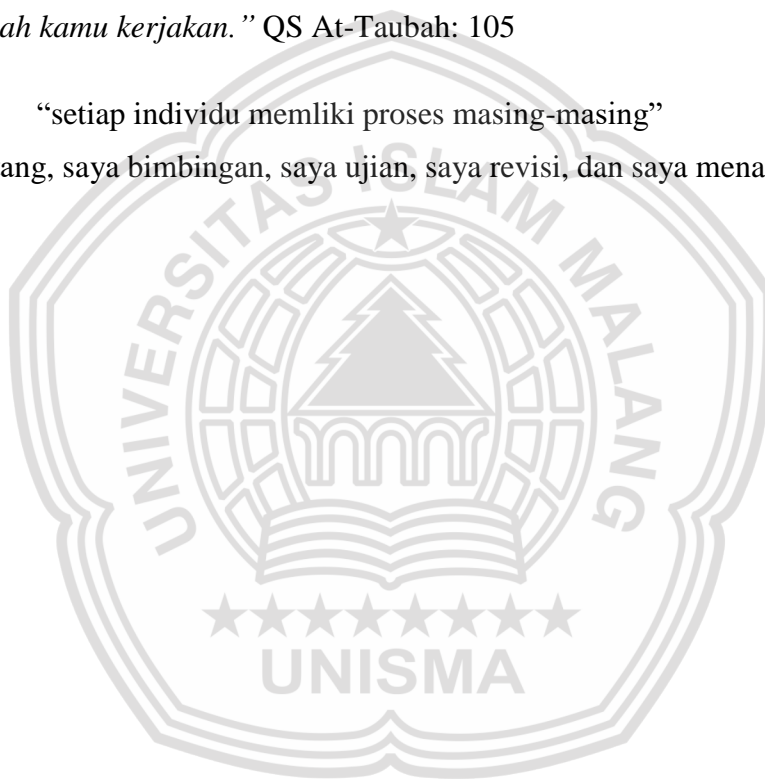 ah kamu kerjakan.” QS At-Taubah: 105
“setiap individu memliki proses masing-masing”
ang, saya bimbingan, saya ujian, saya revisi, dan saya mena
UNIVERSITAS ISLAM MALANG
UNISMA